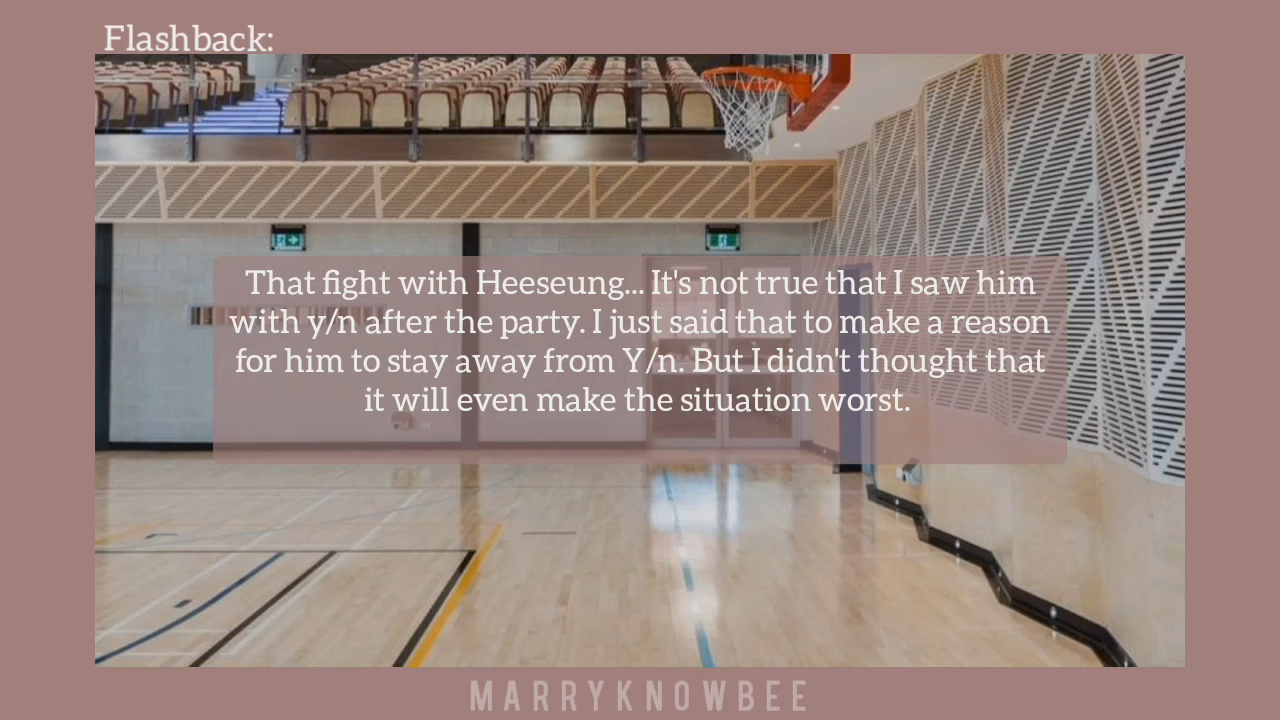 Flashback:
That fight with Heeseung... It's not true that I saw him
with y/n after the party. I just said that to make a reason
for him to stay away from Y/n. But I didn't thought that
it will even make the situation worst.
MARRYKNOWBEE